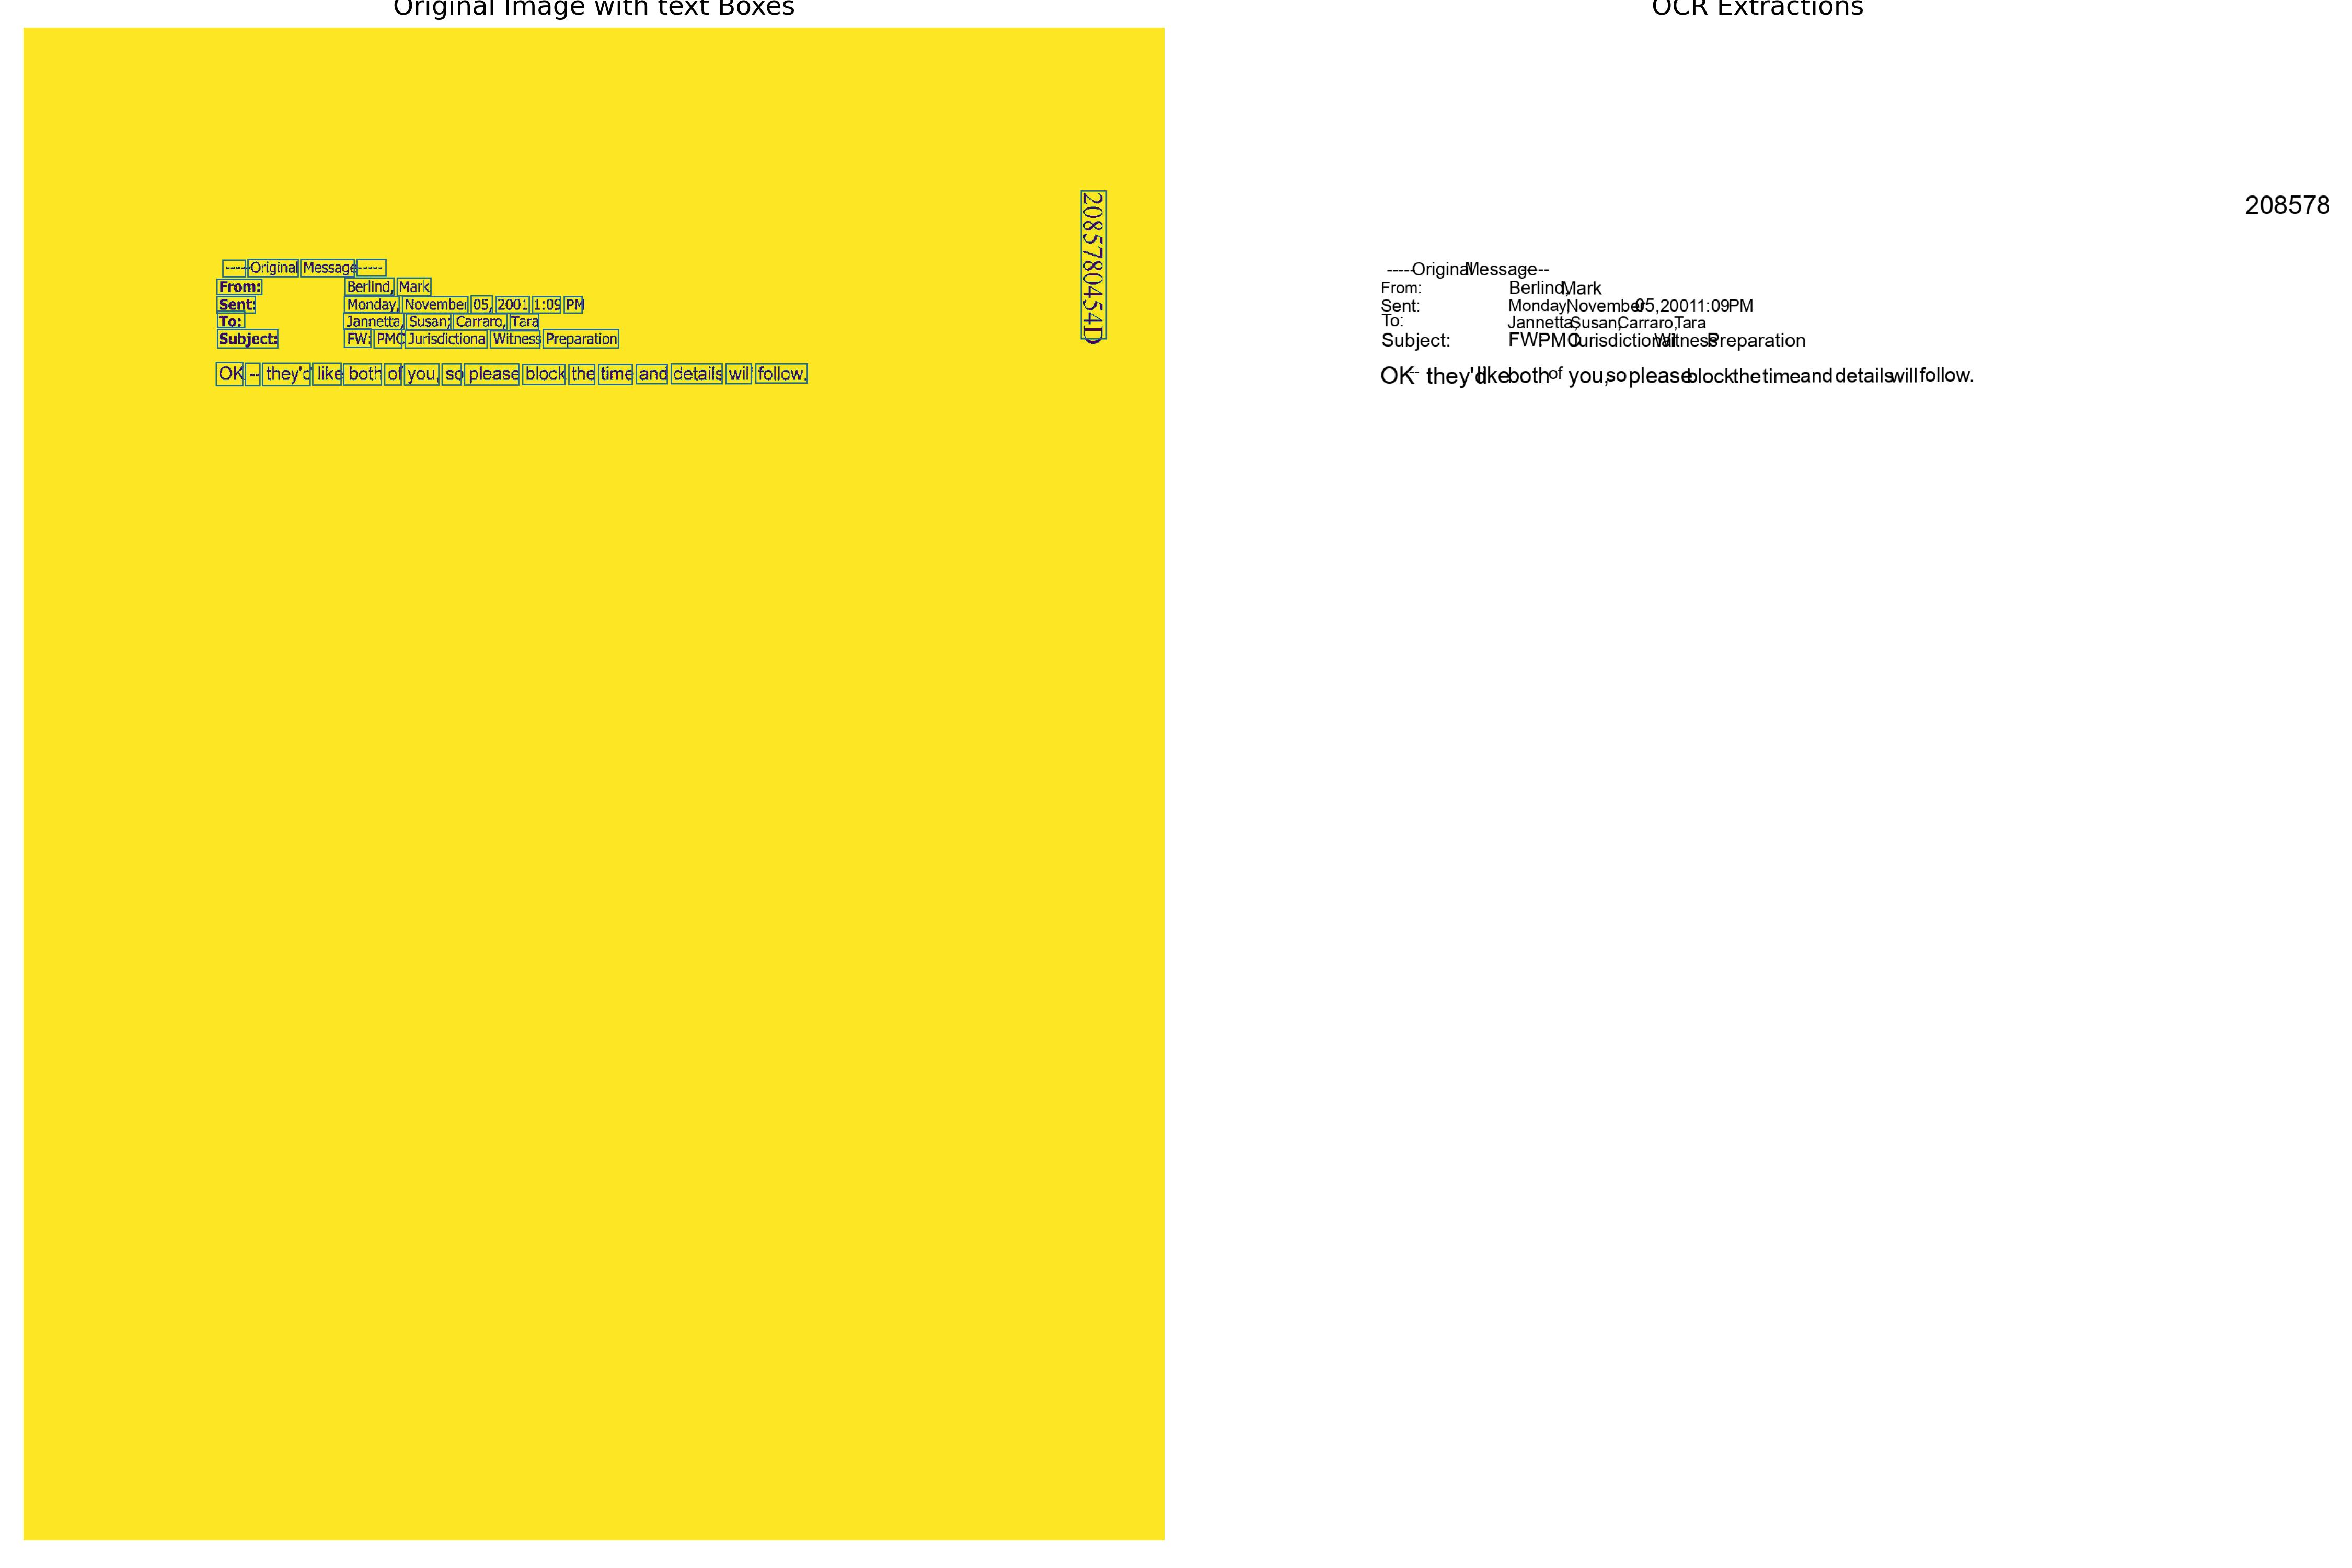 Original Image with text Boxes
2085780454D
-----Original Message-----
From: Berlind, Mark
Sent: Monday, November 05, 2001 1:09 PM
To: Jannetta, Susan; Carraro, Tara
Subject: FW: PMC Jurisdictional Witness Preparation
OK -- they'd like both of you, so please block the time and details will follow.
OCR Extractions
208578
-----Original Message-----
From: Berlind, Mark
Sent: Monday, November 05, 2001 1:09 PM
To: Jannetta, Susan; Carraro, Tara
Subject: FW: PMC Jurisdictional Witness Preparation
OK -- they'd like both of you, so please block the time and details will follow.